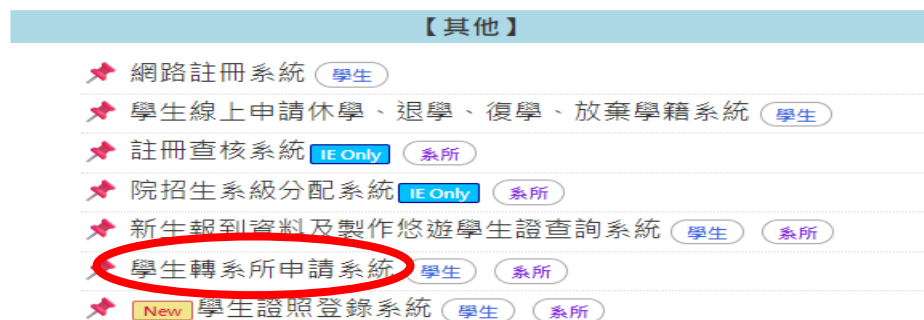 【其他】
網路註冊系統 學生
學生線上申請休學、退學、復學、放棄學籍系統 學生
註冊查核系統 IE Only 系所
院招生系級分配系統 IE Only 系所
新生報到資料及製作悠遊學生證查詢系統 學生 系所
學生轉系所申請系統 學生 系所
New 學生證照登錄系統 學生 系所